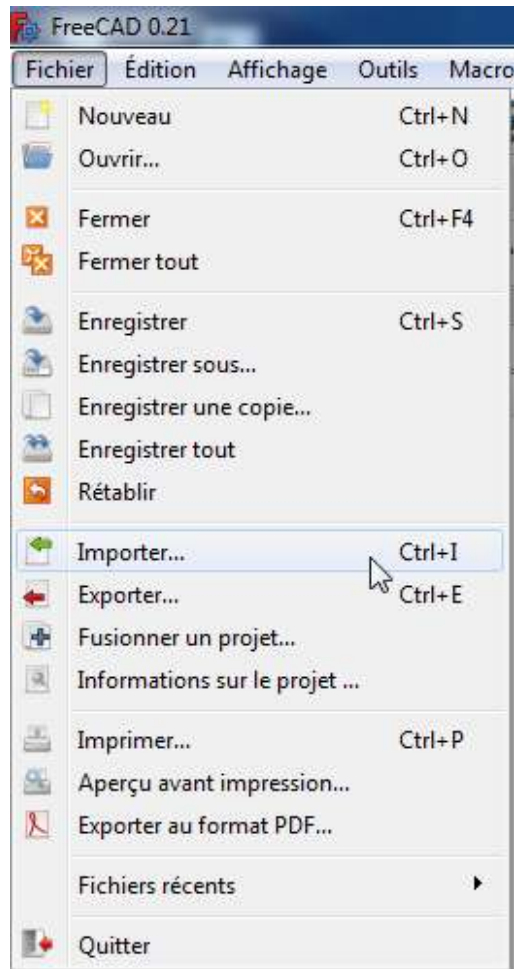 FreeCAD 0.21
Fichier Édition Affichage Outils Macro
Nouveau Ctrl+N
Ouvrir... Ctrl+O
Fermer Ctrl+F4
Fermer tout
Enregistrer Ctrl+S
Enregistrer sous...
Enregistrer une copie...
Enregistrer tout
Rétablir
Importer... Ctrl+I
Exporter... Ctrl+E
Fusionner un projet...
Informations sur le projet ...
Imprimer... Ctrl+P
Aperçu avant impression...
Exporter au format PDF...
Fichiers récents
Quitter